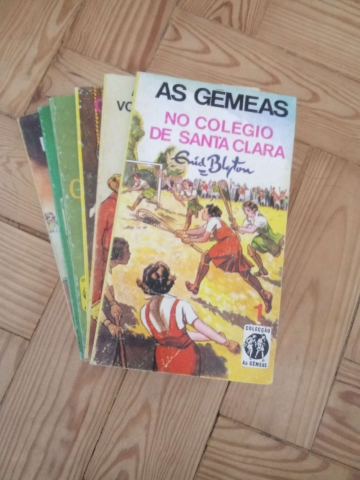 AS GEMEAS
NO COLEGIO
DE SANTA CLARA
Enid Blyton
1
COLECÇÃO
AS GÉMEAS
VO